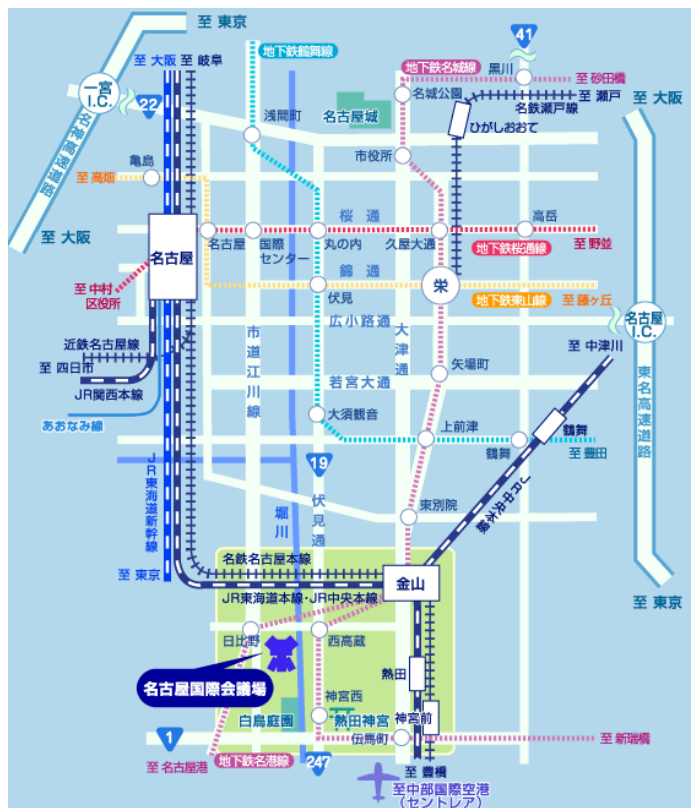 至 東京
41
至 大阪
至 岐阜
地下鉄鶴舞線
地下鉄名城線
黒川
至 砂田橋
一宮
I.C.
22
名城公園
名古屋城
至 瀬戸
名鉄瀬戸線
ひがしおおて
至 大阪
浅間町
名神高速道路
市役所
亀島
至 高畑
桜通
高岳
至 大阪
名古屋
国際
センター
丸の内
久屋大通
地下鉄桜通線
至 野並
名古屋
錦通
栄
至 中村
区役所
伏見
地下鉄東山線
至 藤ヶ丘
広小路通
名古屋
I.C.
近鉄名古屋線
至 四日市
JR関西本線
市道江川線
大津通
至 中津川
矢場町
若宮大通
東名高速道路
あおなみ線
大須観音
上前津
鶴舞
鶴舞
至 豊田
JR東海道新幹線
19
伏見通
堀川
JR中央本線
東別院
名鉄名古屋本線
至 東京
金山
JR東海道本線・JR中央本線
至 東京
日比野
西高蔵
名古屋国際会議場
熱田
神宮西
白鳥庭園
熱田神宮
神宮前
1
伝馬町
至 新瑞橋
至 名古屋港
地下鉄名港線
247
至 豊橋
至中部国際空港
（セントレア）